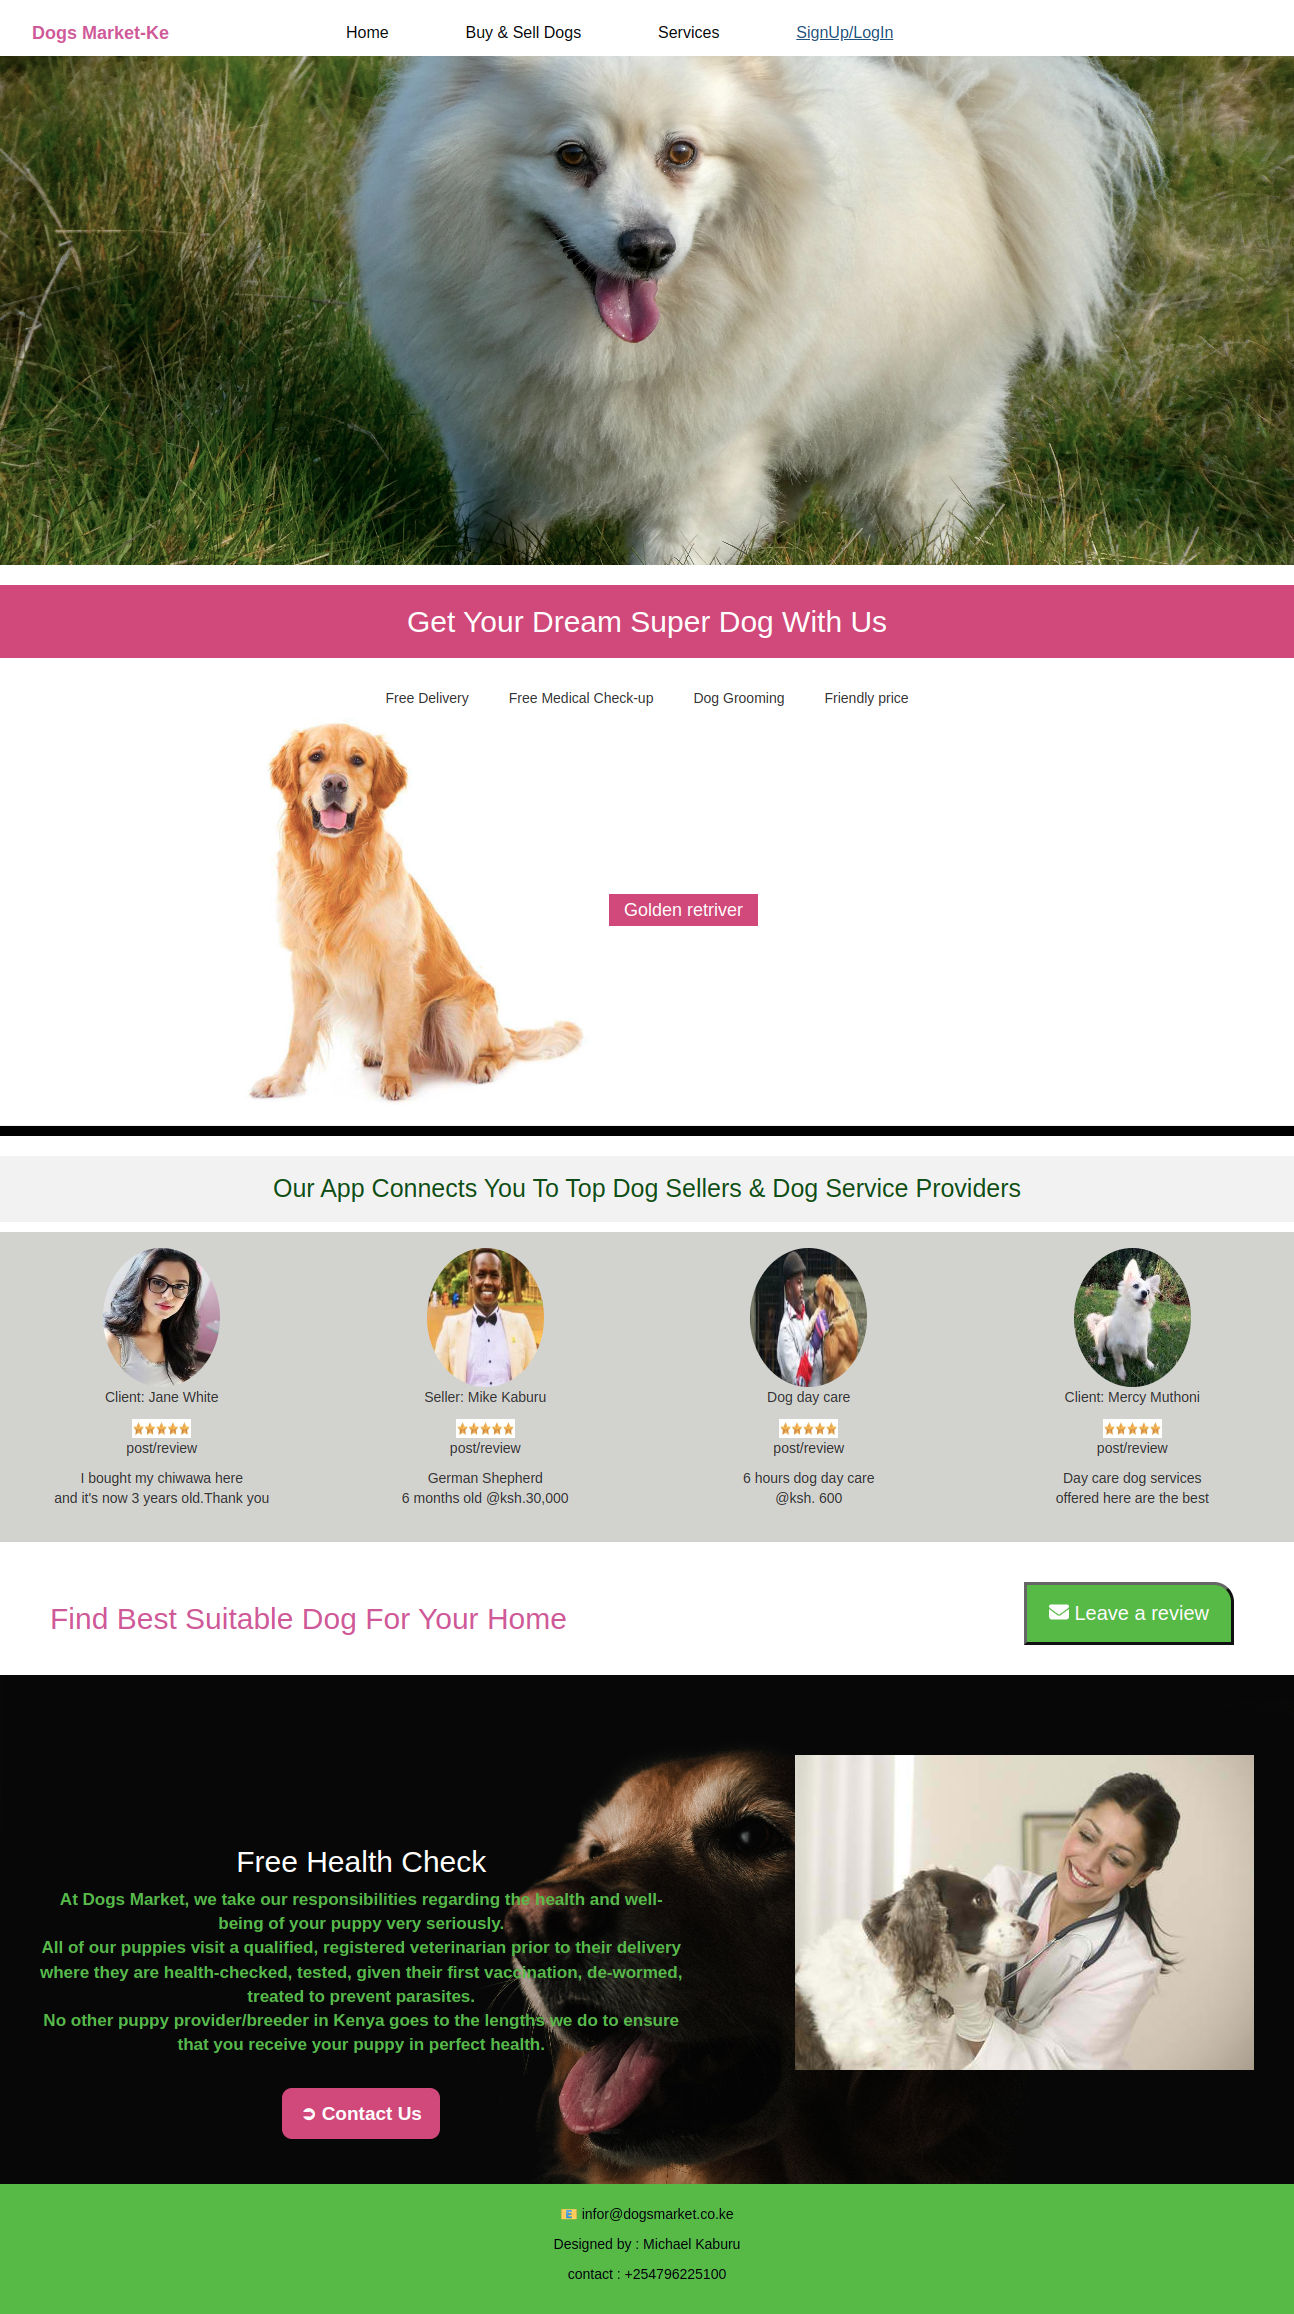 Dogs Market-Ke
Home
Buy & Sell Dogs
Services
SignUp/LogIn
Get Your Dream Super Dog With Us
Free Delivery
Free Medical Check-up
Dog Grooming
Friendly price
Golden retriver
Our App Connects You To Top Dog Sellers & Dog Service Providers
Client: Jane White
post/review
I bought my chiwawa here
and it's now 3 years old.Thank you
Seller: Mike Kaburu
post/review
German Shepherd
6 months old @ksh.30,000
Dog day care
post/review
6 hours dog day care
@ksh. 600
Client: Mercy Muthoni
post/review
Day care dog services
offered here are the best
Find Best Suitable Dog For Your Home
Leave a review
Free Health Check
At Dogs Market, we take our responsibilities regarding the health and well-
being of your puppy very seriously.
All of our puppies visit a qualified, registered veterinarian prior to their delivery
where they are health-checked, tested, given their first vaccination, de-wormed,
treated to prevent parasites.
No other puppy provider/breeder in Kenya goes to the lengths we do to ensure
that you receive your puppy in perfect health.
➲ Contact Us
📧 infor@dogsmarket.co.ke
Designed by : Michael Kaburu
contact : +254796225100